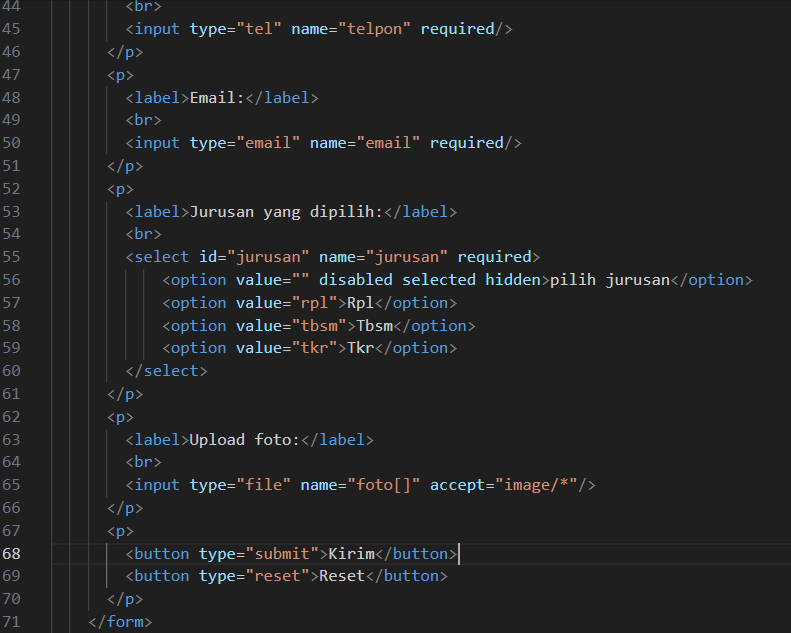 44 <br>
45 <input type="tel" name="telpon" required/>
46 </p>
47 <p>
48 <label>Email:</label>
49 <br>
50 <input type="email" name="email" required/>
51 </p>
52 <p>
53 <label>Jurusan yang dipilih:</label>
54 <br>
55 <select id="jurusan" name="jurusan" required>
56 <option value="" disabled selected hidden>pilih jurusan</option>
57 <option value="rpl">Rpl</option>
58 <option value="tbsm">Tbsm</option>
59 <option value="tkr">Tkr</option>
60 </select>
61 </p>
62 <p>
63 <label>Upload foto:</label>
64 <br>
65 <input type="file" name="foto[]" accept="image/*"/>
66 </p>
67 <p>
68 <button type="submit">Kirim</button>
69 <button type="reset">Reset</button>
70 </p>
71 </form>